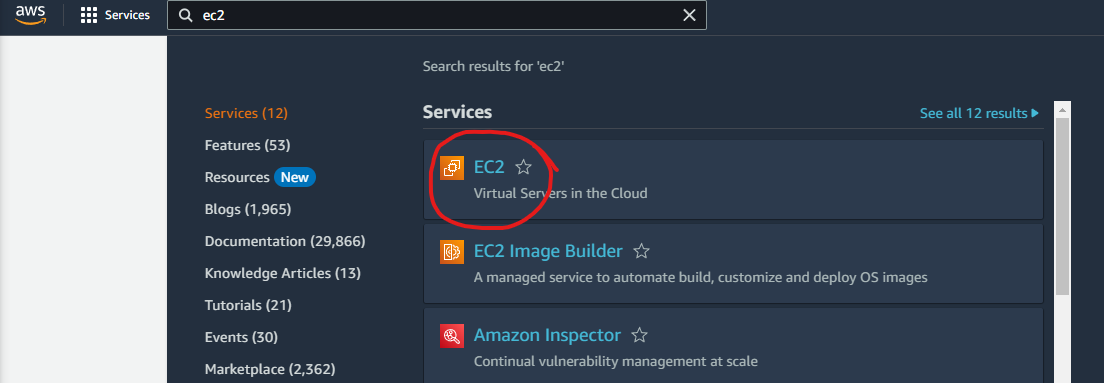 aws Services ec2
Search results for 'ec2'
Services (12)
Features (53)
Resources New
Blogs (1,965)
Documentation (29,866)
Knowledge Articles (13)
Tutorials (21)
Events (30)
Marketplace (2,362)
Services See all 12 results
EC2
Virtual Servers in the Cloud
EC2 Image Builder
A managed service to automate build, customize and deploy OS images
Amazon Inspector
Continual vulnerability management at scale